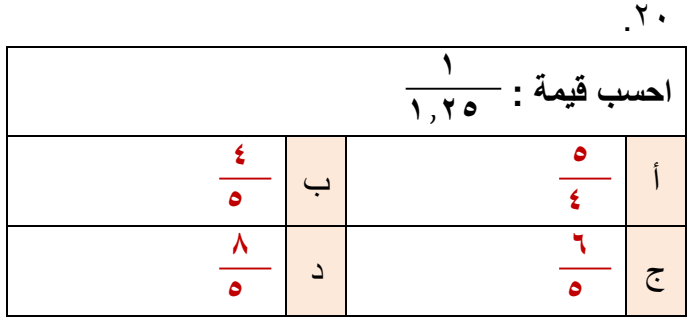 ٢٠.
احسب قيمة : ١/١,٢٥
أ ٥/٤ ب ٤/٥
ج ٦/٥ د ٨/٥